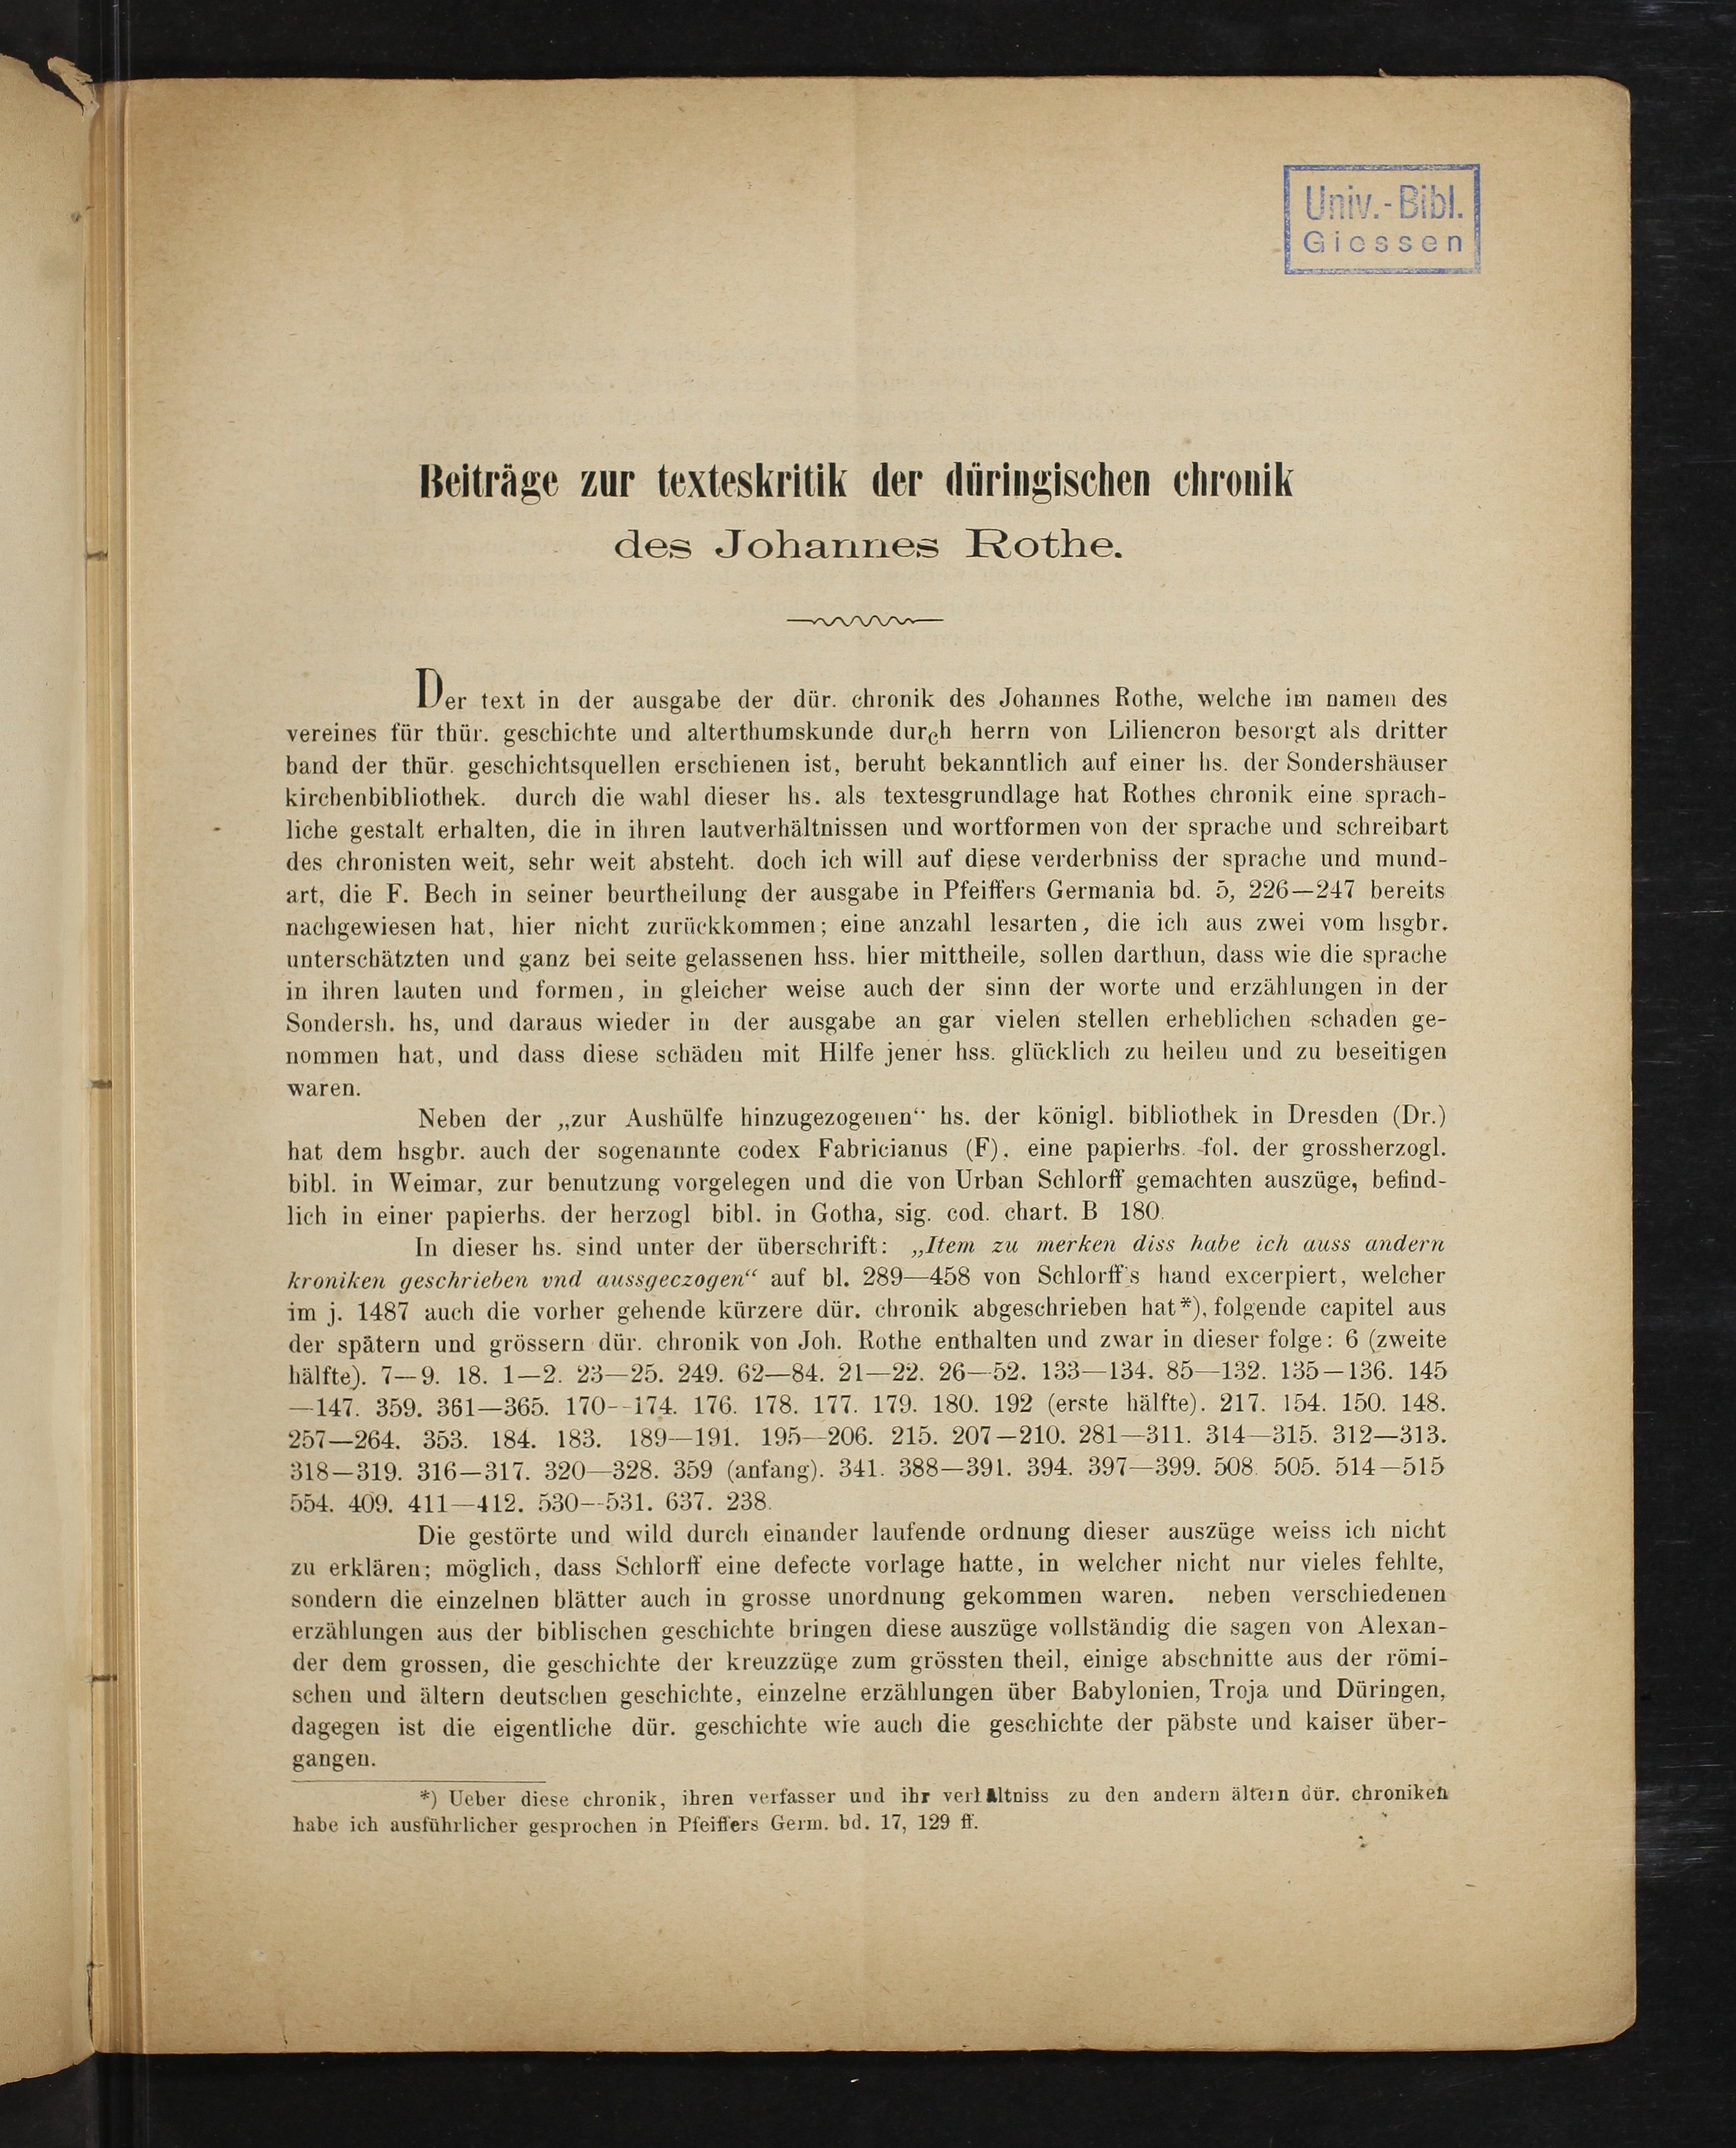 Univ.-Bibl.
Giessen
Beiträge zur texteskritik der düringischen chronik
des Johannes Rothe.
Der text in der ausgabe der dür. chronik des Johannes Rothe, welche im namen des
vereines für thür. geschichte und alterthumskunde durch herrn von Liliencron besorgt als dritter
band der thür. geschichtsquellen erschienen ist, beruht bekanntlich auf einer hs. der Sondershäuser
kirchenbibliothek. durch die wahl dieser hs. als textesgrundlage hat Rothes chronik eine sprach-
liche gestalt erhalten, die in ihren lautverhältnissen und wortformen von der sprache und schreibart
des chronisten weit, sehr weit absteht. doch ich will auf diese verderbniss der sprache und mund-
art, die F. Bech in seiner beurtheilung der ausgabe in Pfeiffers Germania bd. 5, 226—247 bereits
nachgewiesen hat, hier nicht zurückkommen; eine anzahl lesarten, die ich aus zwei vom hsgbr.
unterschätzten und ganz bei seite gelassenen hss. hier mittheile, sollen darthun, dass wie die sprache
in ihren lauten und formen, in gleicher weise auch der sinn der worte und erzählungen in der
Sondersh. hs, und daraus wieder in der ausgabe an gar vielen stellen erheblichen schaden ge-
nommen hat, und dass diese schäden mit Hilfe jener hss. glücklich zu heilen und zu beseitigen
waren.
Neben der „zur Aushülfe hinzugezogenen“ hs. der königl. bibliothek in Dresden (Dr.)
hat dem hsgbr. auch der sogenannte codex Fabricianus (F), eine papierhs. fol. der grossherzogl.
bibl. in Weimar, zur benutzung vorgelegen und die von Urban Schlorff gemachten auszüge, befind-
lich in einer papierhs. der herzogl bibl. in Gotha, sig. cod. chart. B 180.
In dieser hs. sind unter der überschrift: „Item zu merken diss habe ich auss andern
kroniken geschrieben vnd aussgeczogen“ auf bl. 289—458 von Schlorff's hand excerpiert, welcher
im j. 1487 auch die vorher gehende kürzere dür. chronik abgeschrieben hat*), folgende capitel aus
der spätern und grössern dür. chronik von Joh. Rothe enthalten und zwar in dieser folge: 6 (zweite
hälfte). 7—9. 18. 1—2. 23—25. 249. 62—84. 21—22. 26—52. 133—134. 85—132. 135—136. 145
—147. 359. 361—365. 170--174. 176. 178. 177. 179. 180. 192 (erste hälfte). 217. 154. 150. 148.
257—264. 353. 184. 183. 189—191. 195—206. 215. 207—210. 281—311. 314—315. 312—313.
318—319. 316—317. 320—328. 359 (anfang). 341. 388—391. 394. 397—399. 508. 505. 514—515
554. 409. 411—412. 530--531. 637. 238.
Die gestörte und wild durch einander laufende ordnung dieser auszüge weiss ich nicht
zu erklären; möglich, dass Schlorff eine defecte vorlage hatte, in welcher nicht nur vieles fehlte,
sondern die einzelnen blätter auch in grosse unordnung gekommen waren. neben verschiedenen
erzählungen aus der biblischen geschichte bringen diese auszüge vollständig die sagen von Alexan-
der dem grossen, die geschichte der kreuzzüge zum grössten theil, einige abschnitte aus der römi-
schen und ältern deutschen geschichte, einzelne erzählungen über Babylonien, Troja und Düringen,
dagegen ist die eigentliche dür. geschichte wie auch die geschichte der päbste und kaiser über-
gangen.
*) Ueber diese chronik, ihren verfasser und ihr verhältniss zu den andern ältern dür. chroniken
habe ich ausführlicher gesprochen in Pfeiffers Germ. bd. 17, 129 ff.